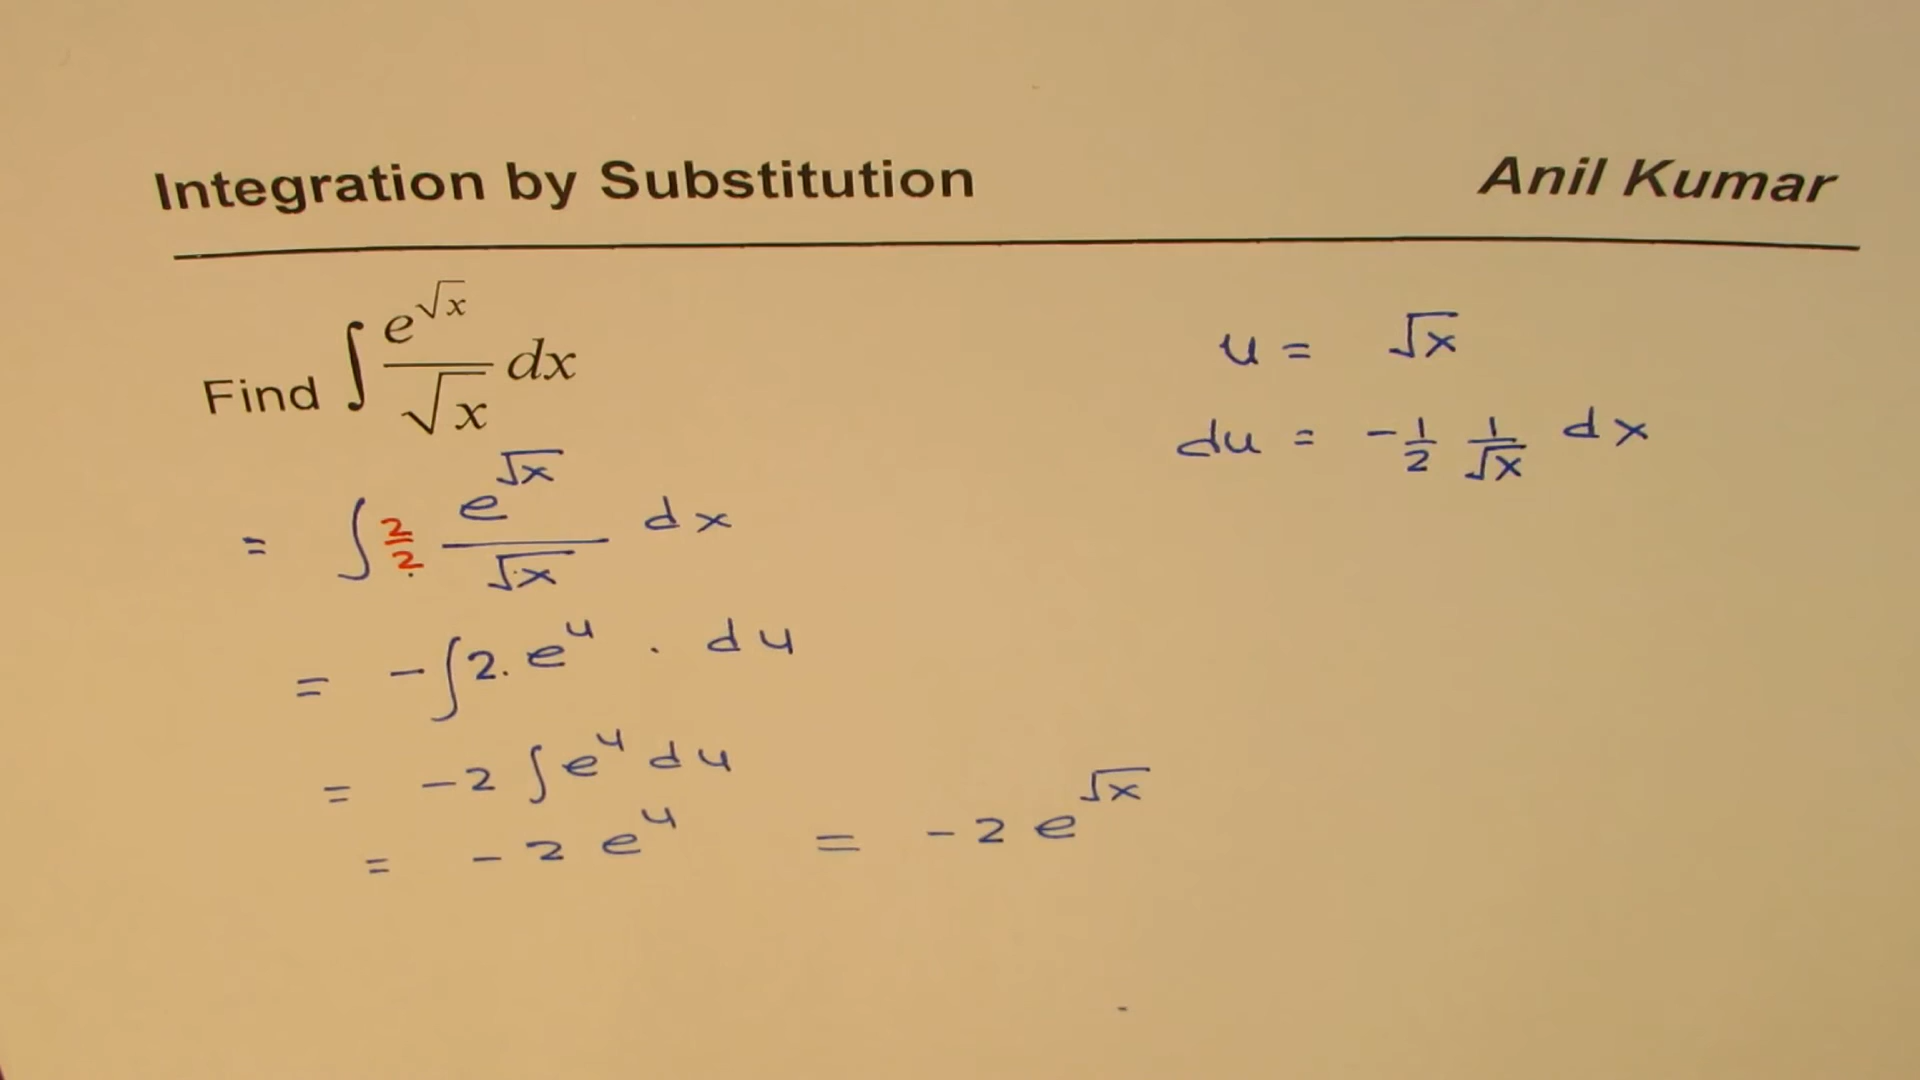 Integration by Substitution Anil Kumar
Find ∫ e^√x / √x dx
u = √x
du = -1/2 1/√x dx
= ∫ 2/2 e^√x / √x dx
= -∫ 2. e^u . du
= -2 ∫ e^u du
= -2 e^u = -2 e^√x